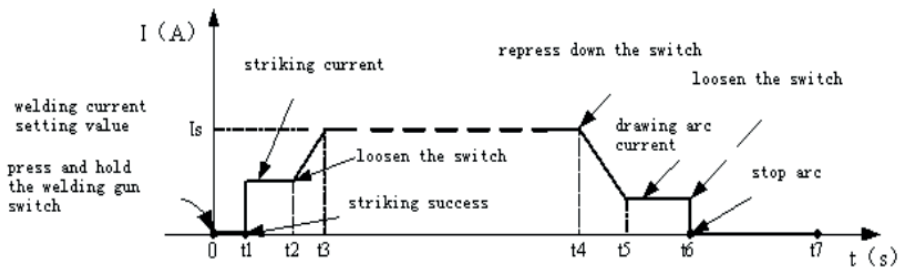 I(A)
striking current
repress down the switch
loosen the switch
welding current
setting value
Is
drawing arc
current
press and hold
the welding gun
switch
loosen the switch
stop arc
striking success
0 t1 t2 t3 t4 t5 t6 t7
t(s)